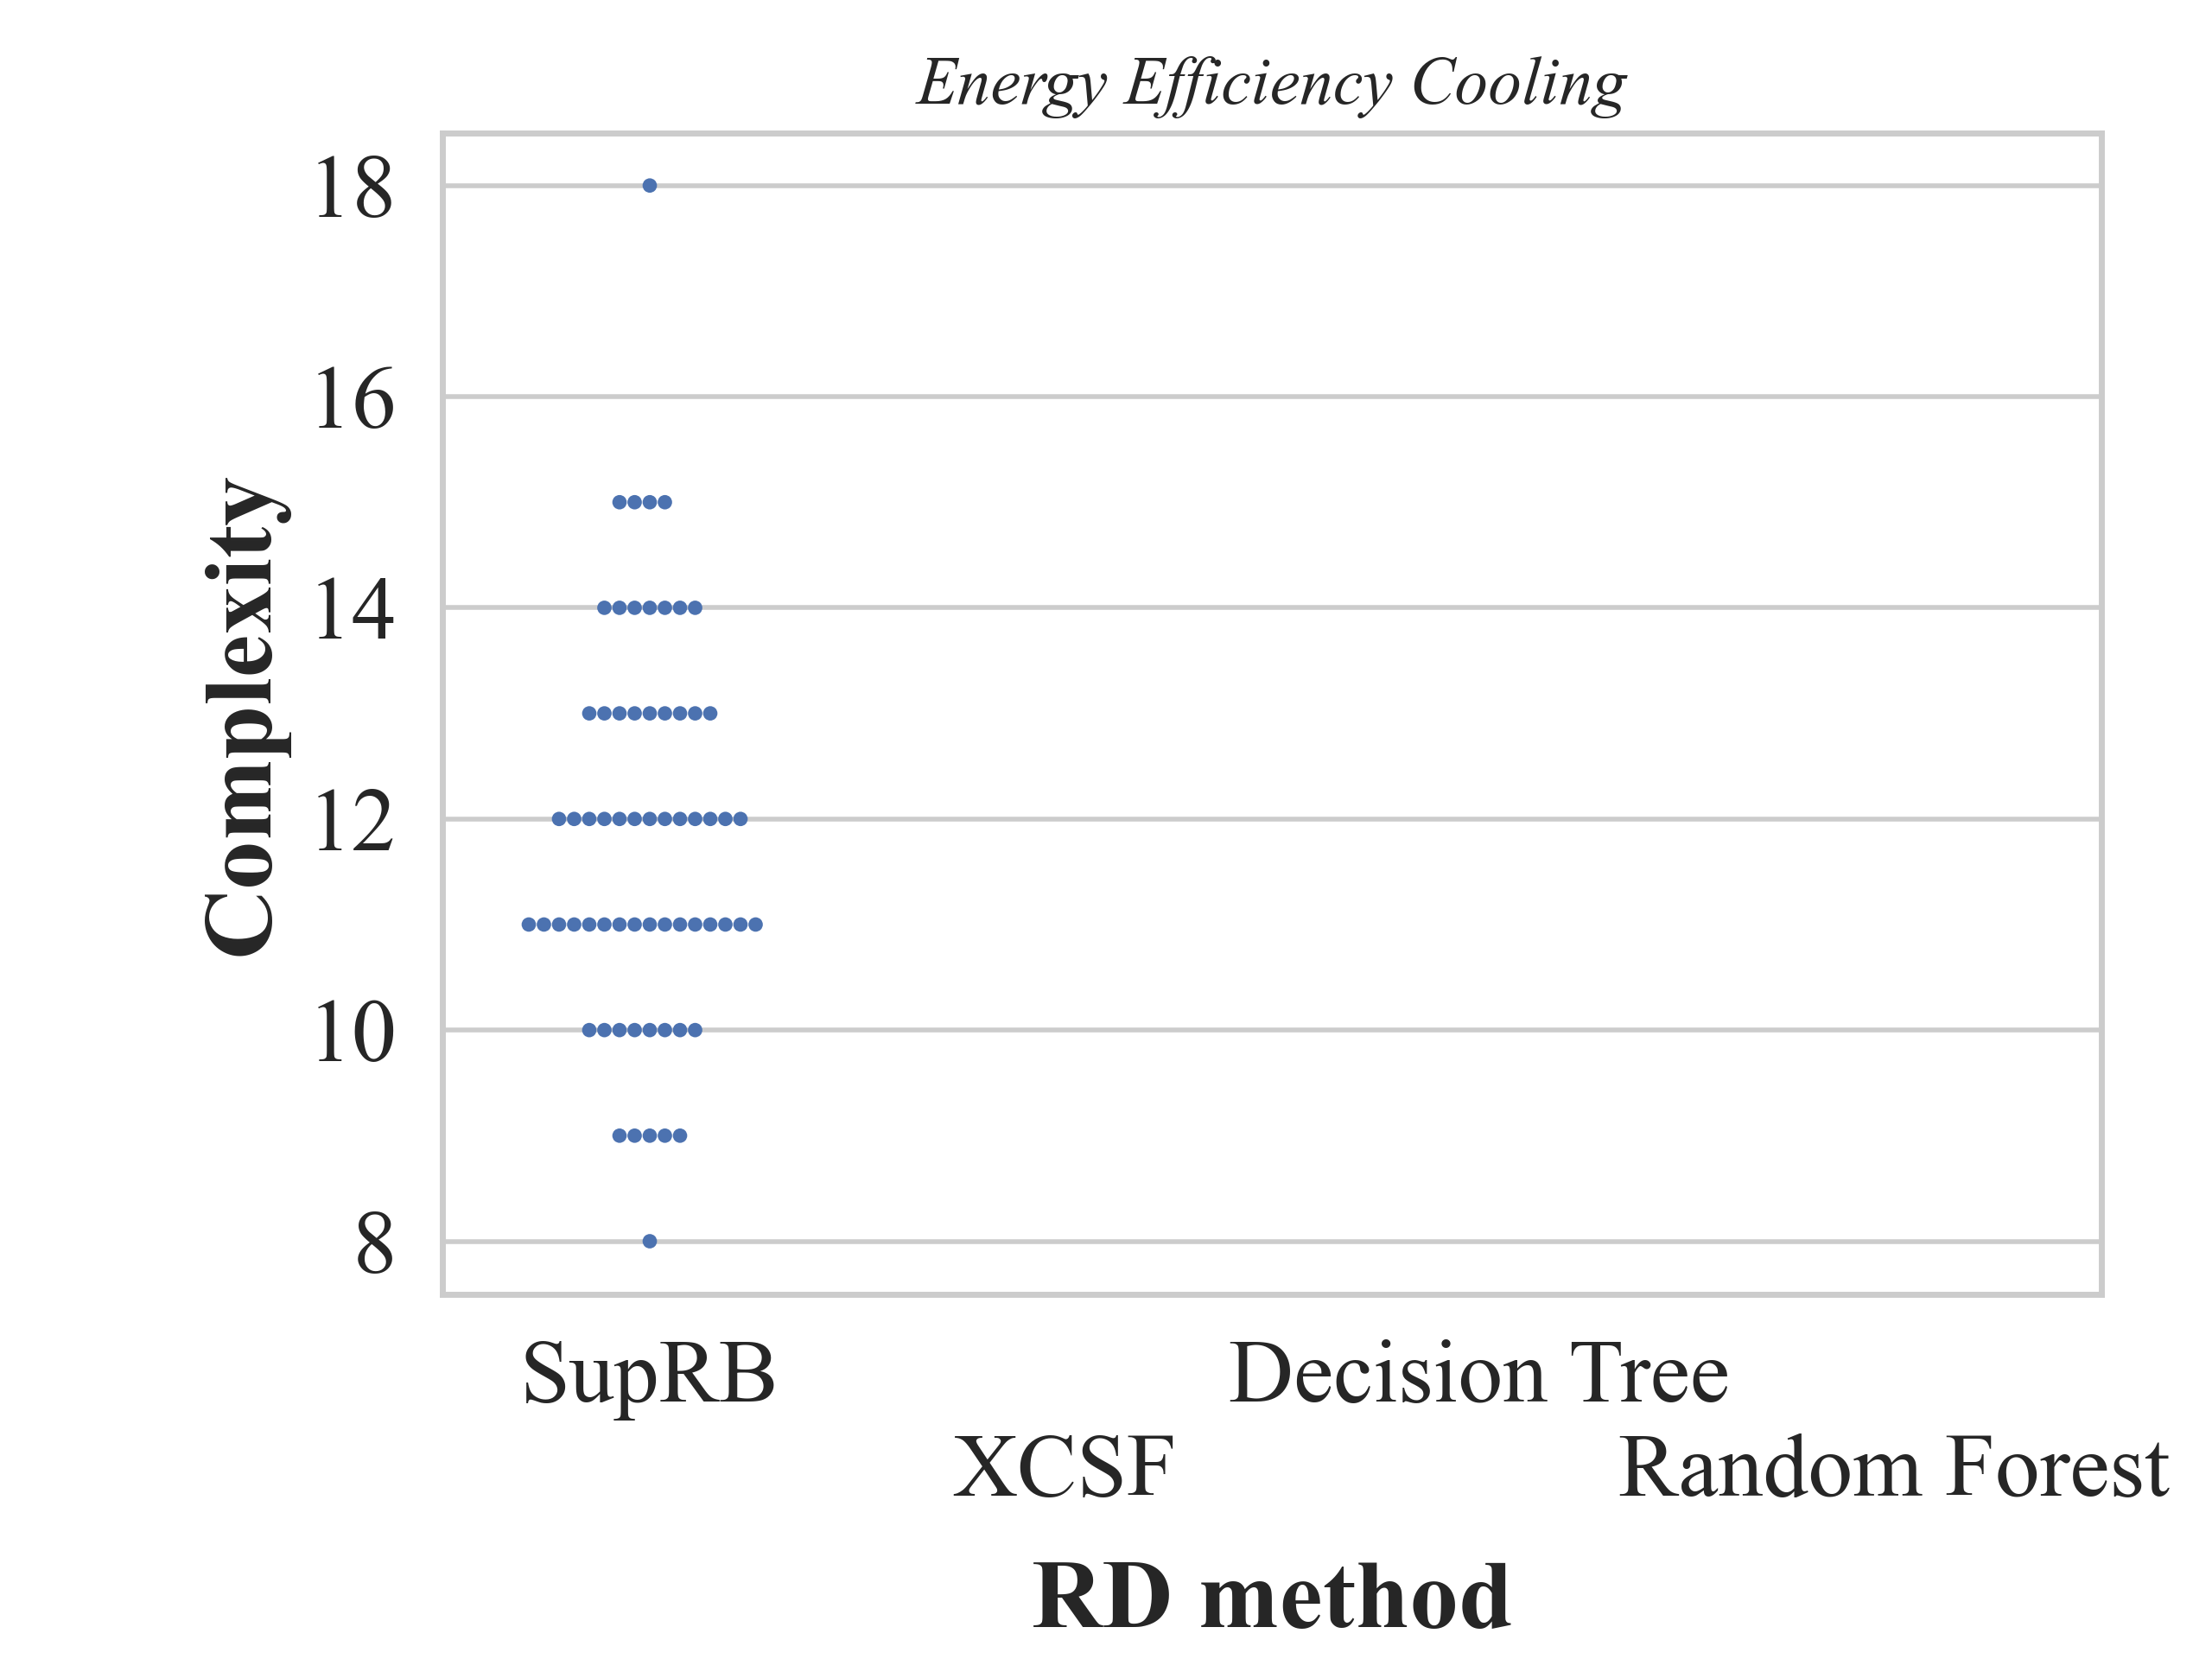 Energy Efficiency Cooling
Complexity
18
16
14
12
10
8
SupRB
Decision Tree
XCSF
Random Forest
RD method